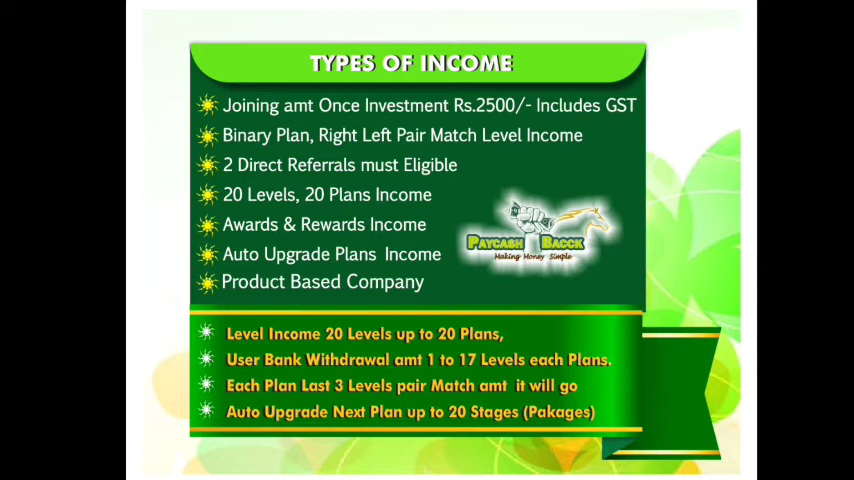 TYPES OF INCOME
Joining amt Once Investment Rs.2500/- Includes GST
Binary Plan, Right Left Pair Match Level Income
2 Direct Referrals must Eligible
20 Levels, 20 Plans Income
Awards & Rewards Income
Auto Upgrade Plans Income
Product Based Company
PAYCASH BACCK
Making Money Simple
Level Income 20 Levels up to 20 Plans,
User Bank Withdrawal amt 1 to 17 Levels each Plans.
Each Plan Last 3 Levels pair Match amt it will go
Auto Upgrade Next Plan up to 20 Stages (Pakages)